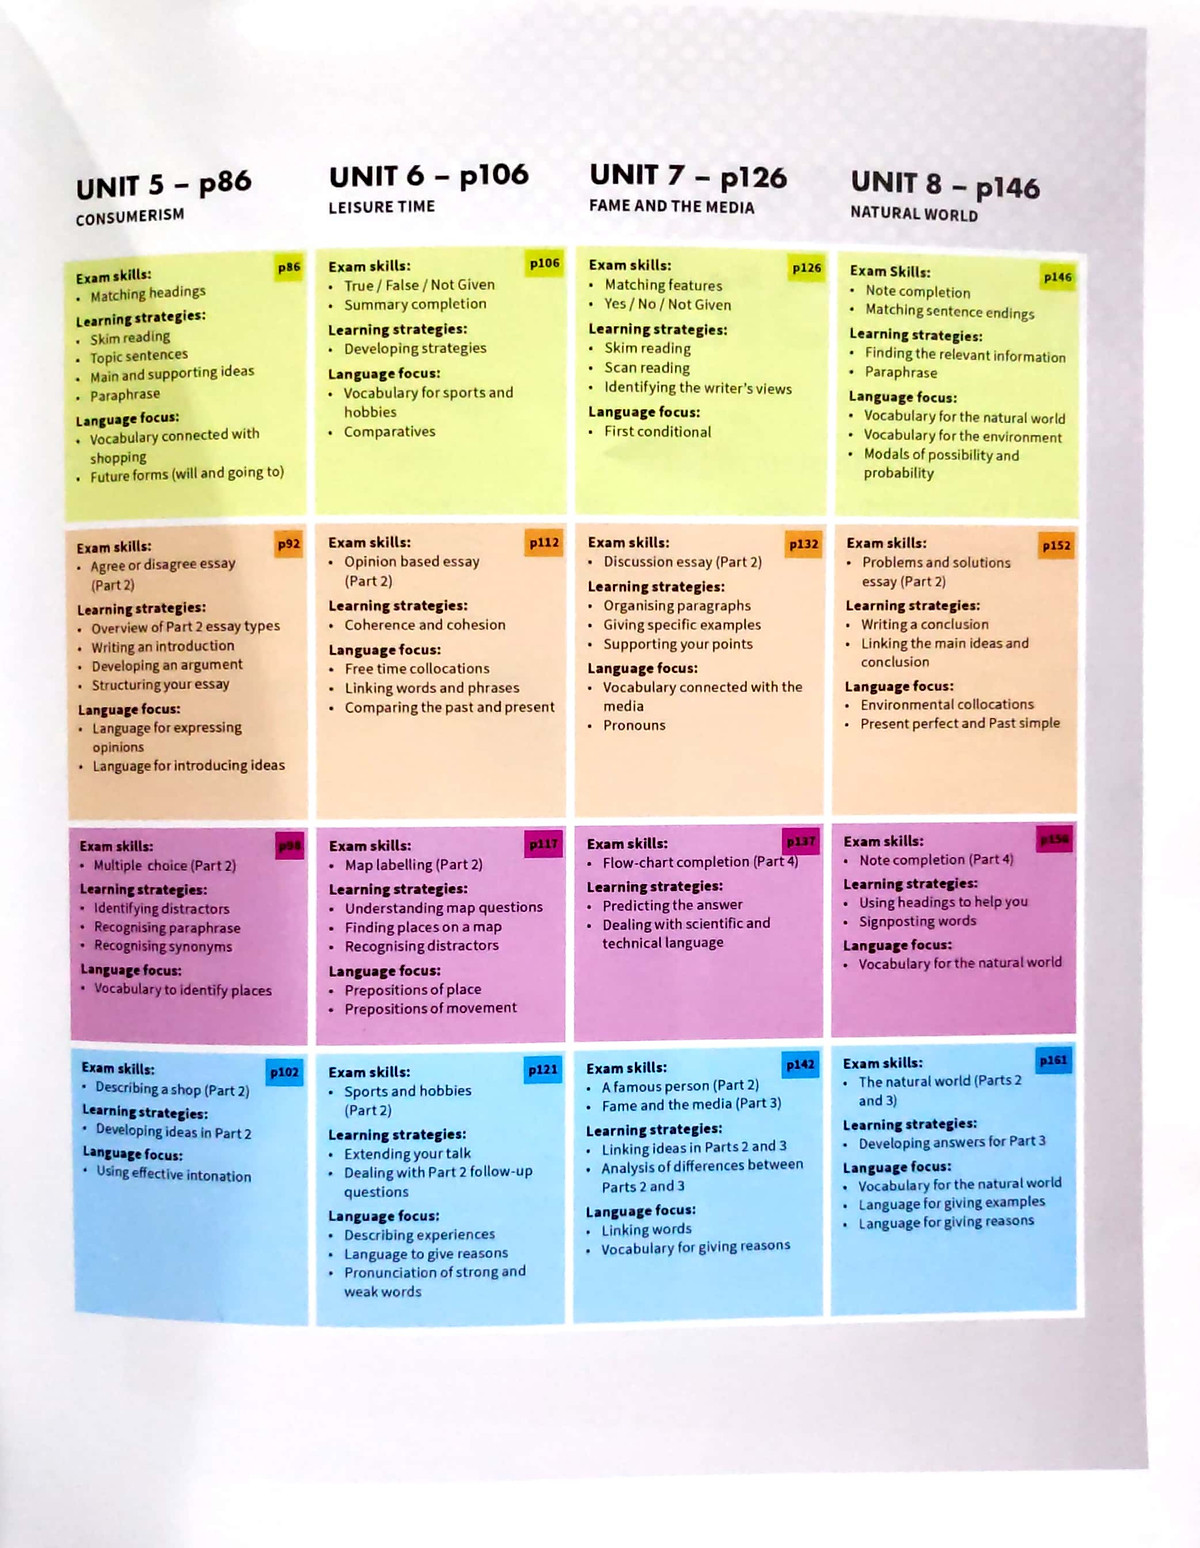 UNIT 5 – p86
CONSUMERISM
UNIT 6 – p106
LEISURE TIME
UNIT 7 – p126
FAME AND THE MEDIA
UNIT 8 – p146
NATURAL WORLD
p86
Exam skills:
• Matching headings
Learning strategies:
• Skim reading
• Topic sentences
• Main and supporting ideas
• Paraphrase
Language focus:
• Vocabulary connected with
shopping
• Future forms (will and going to)
p106
Exam skills:
• True / False / Not Given
• Summary completion
Learning strategies:
• Developing strategies
Language focus:
• Vocabulary for sports and
hobbies
• Comparatives
p126
Exam skills:
• Matching features
• Yes / No / Not Given
Learning strategies:
• Skim reading
• Scan reading
• Identifying the writer's views
Language focus:
• First conditional
p146
Exam Skills:
• Note completion
• Matching sentence endings
Learning strategies:
• Finding the relevant information
• Paraphrase
Language focus:
• Vocabulary for the natural world
• Vocabulary for the environment
• Modals of possibility and
probability
p92
Exam skills:
• Agree or disagree essay
(Part 2)
Learning strategies:
• Overview of Part 2 essay types
• Writing an introduction
• Developing an argument
• Structuring your essay
Language focus:
• Language for expressing
opinions
• Language for introducing ideas
p112
Exam skills:
• Opinion based essay
(Part 2)
Learning strategies:
• Coherence and cohesion
Language focus:
• Free time collocations
• Linking words and phrases
• Comparing the past and present
p132
Exam skills:
• Discussion essay (Part 2)
Learning strategies:
• Organising paragraphs
• Giving specific examples
• Supporting your points
Language focus:
• Vocabulary connected with the
media
• Pronouns
p152
Exam skills:
• Problems and solutions
essay (Part 2)
Learning strategies:
• Writing a conclusion
• Linking the main ideas and
conclusion
Language focus:
• Environmental collocations
• Present perfect and Past simple
p98
Exam skills:
• Multiple choice (Part 2)
Learning strategies:
• Identifying distractors
• Recognising paraphrase
• Recognising synonyms
Language focus:
• Vocabulary to identify places
p117
Exam skills:
• Map labelling (Part 2)
Learning strategies:
• Understanding map questions
• Finding places on a map
• Recognising distractors
Language focus:
• Prepositions of place
• Prepositions of movement
p137
Exam skills:
• Flow-chart completion (Part 4)
Learning strategies:
• Predicting the answer
• Dealing with scientific and
technical language
Exam skills:
• Note completion (Part 4)
Learning strategies:
• Using headings to help you
• Signposting words
Language focus:
• Vocabulary for the natural world
p102
Exam skills:
• Describing a shop (Part 2)
Learning strategies:
• Developing ideas in Part 2
Language focus:
• Using effective intonation
p121
Exam skills:
• Sports and hobbies
(Part 2)
Learning strategies:
• Extending your talk
• Dealing with Part 2 follow-up
questions
Language focus:
• Describing experiences
• Language to give reasons
• Pronunciation of strong and
weak words
p142
Exam skills:
• A famous person (Part 2)
• Fame and the media (Part 3)
Learning strategies:
• Linking ideas in Parts 2 and 3
• Analysis of differences between
Parts 2 and 3
Language focus:
• Linking words
• Vocabulary for giving reasons
p161
Exam skills:
• The natural world (Parts 2
and 3)
Learning strategies:
• Developing answers for Part 3
Language focus:
• Vocabulary for the natural world
• Language for giving examples
• Language for giving reasons